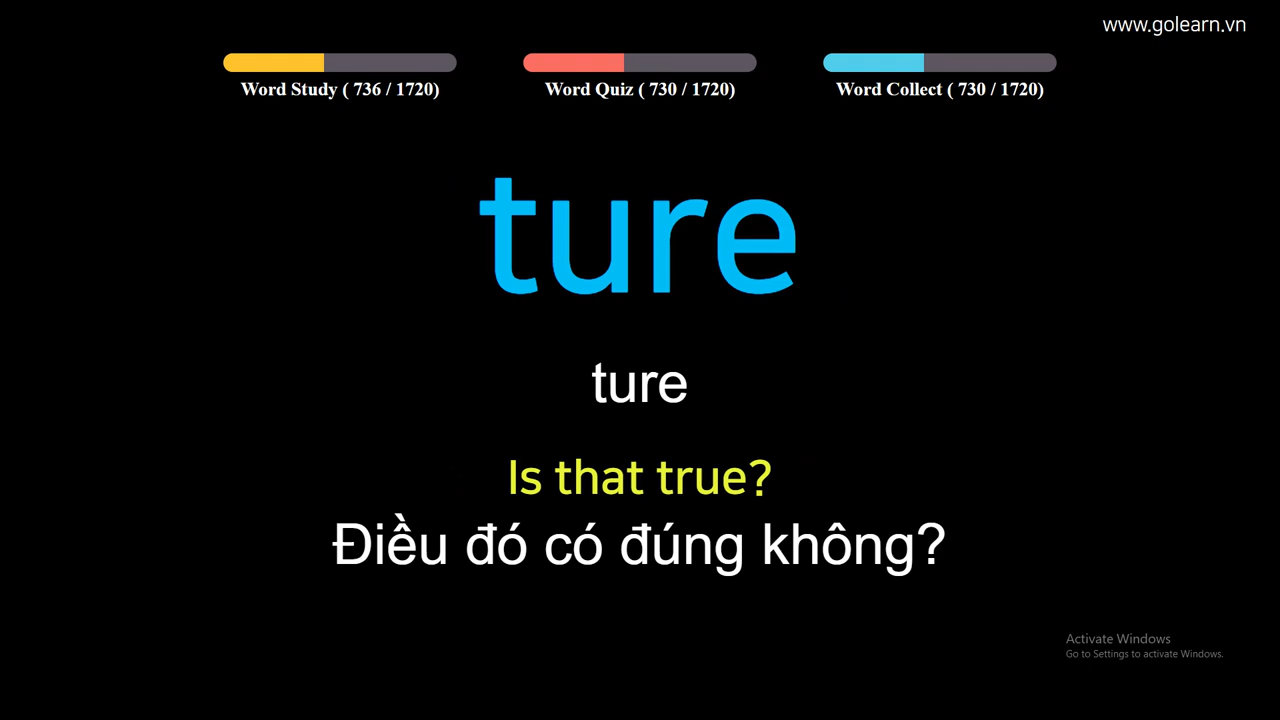 www.golearn.vn
Word Study ( 736 / 1720)
Word Quiz ( 730 / 1720)
Word Collect ( 730 / 1720)
ture
ture
Is that true?
Điều đó có đúng không?
Activate Windows
Go to Settings to activate Windows.